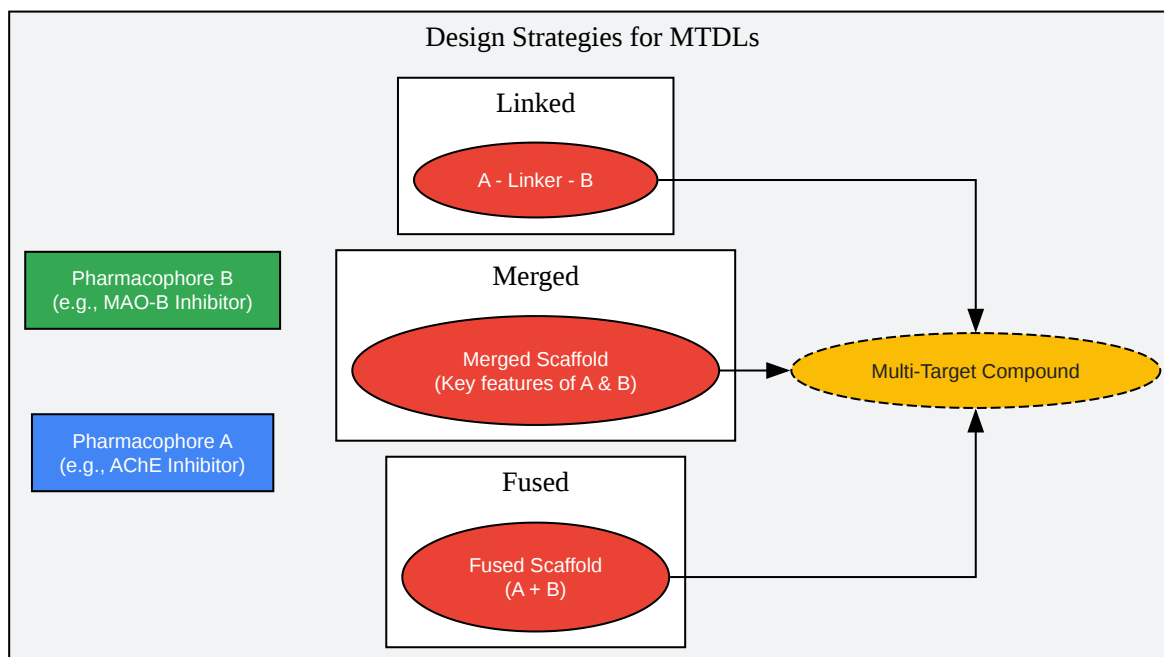 Design Strategies for MTDLs
Linked
A - Linker - B
Pharmacophore B
(e.g., MAO-B Inhibitor)
Merged
Merged Scaffold
(Key features of A & B)
Multi-Target Compound
Pharmacophore A
(e.g., AChE Inhibitor)
Fused
Fused Scaffold
(A + B)